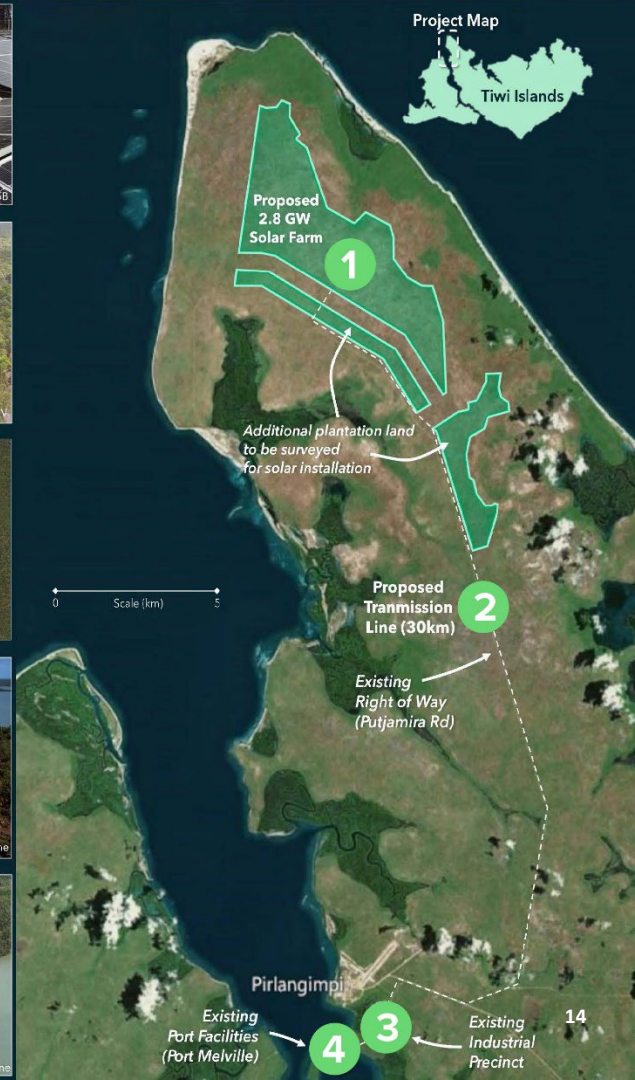 Project Map
Tiwi Islands
Proposed
2.8 GW
Solar Farm
1
Additional plantation land
to be surveyed
for solar installation
0
Scale (km)
5
Proposed
Tranmission
Line (30km)
2
Existing
Right of Way
(Putjamira Rd)
Pirlangimpi
Existing
Port Facilities
(Port Melville)
4
3
Existing
Industrial
Precinct
14